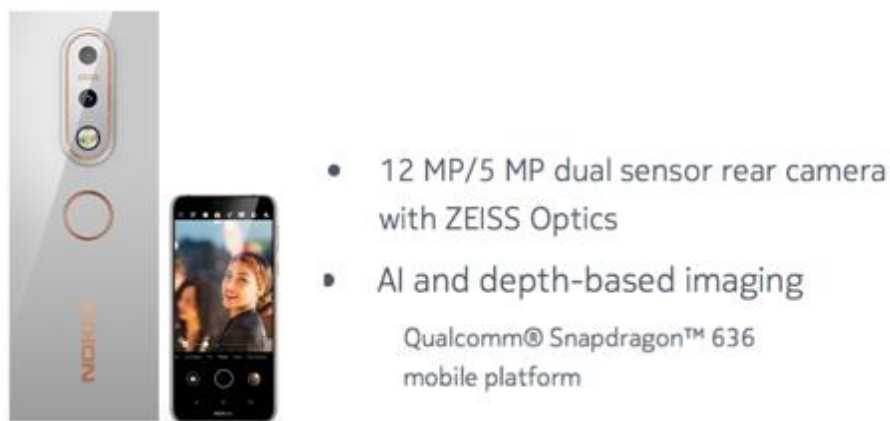 NOKIA
• 12 MP/5 MP dual sensor rear camera
with ZEISS Optics
• AI and depth-based imaging
Qualcomm® Snapdragon™ 636
mobile platform